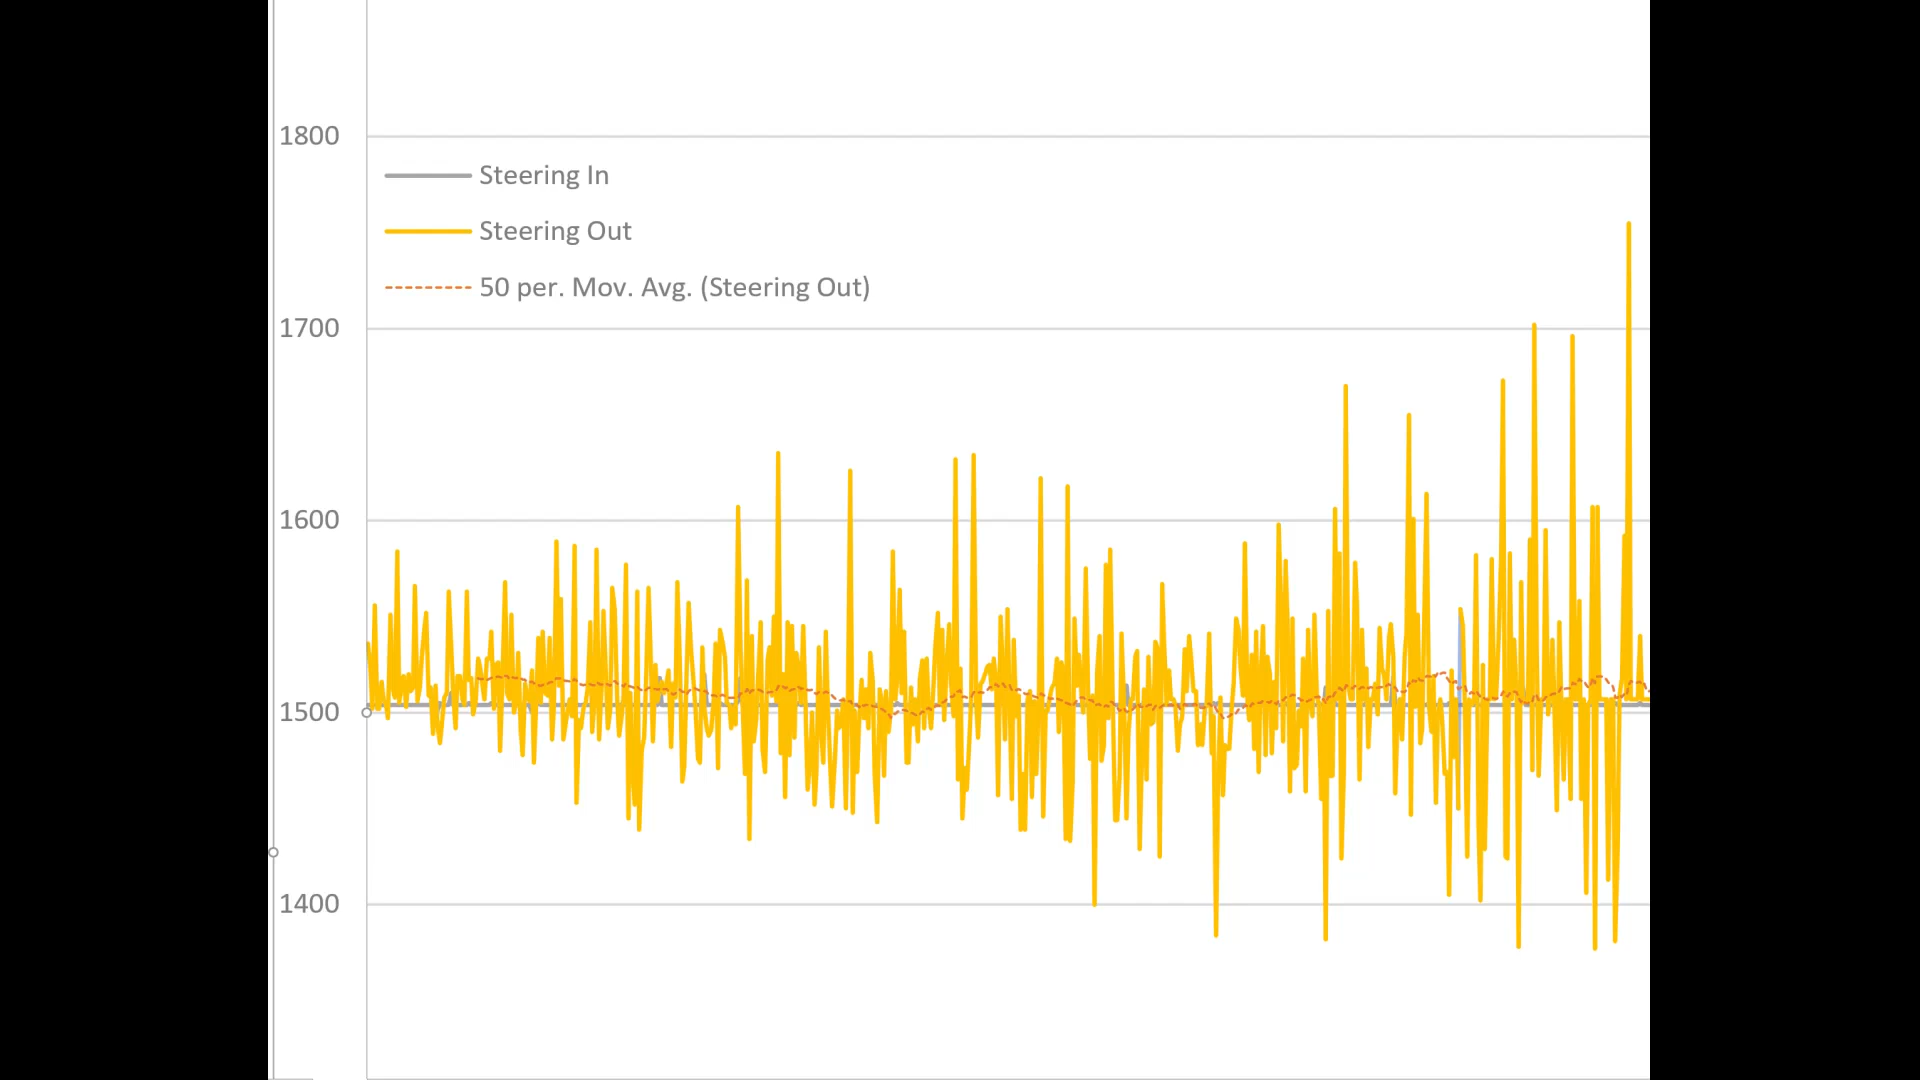 1800
Steering In
Steering Out
50 per. Mov. Avg. (Steering Out)
1700
1600
1500
1400